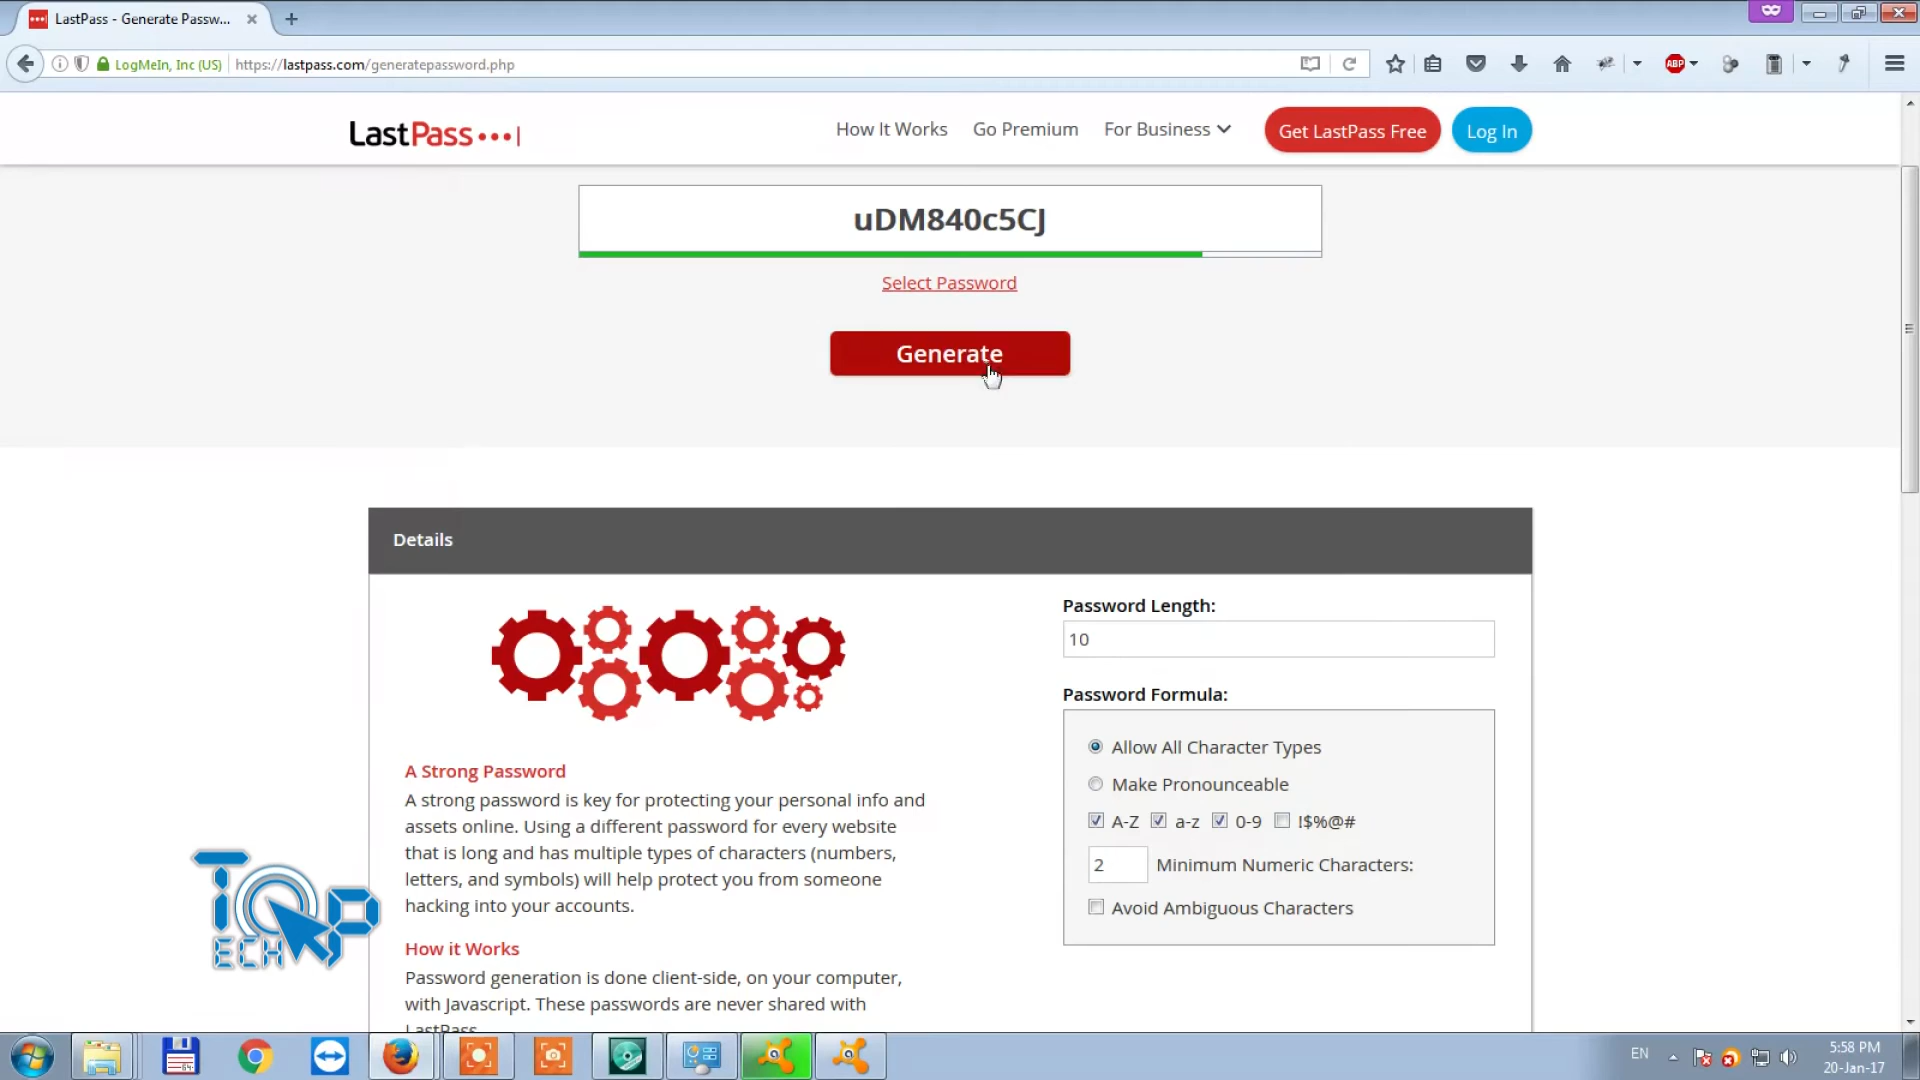 LastPass - Generate Passw...
LogMeIn, Inc (US)
https://lastpass.com/generatepassword.php
ABP
LastPass
How It Works
Go Premium
For Business
Get LastPass Free
Log In
uDM840c5CJ
Select Password
Generate
Details
Password Length:
10
Password Formula:
Allow All Character Types
Make Pronounceable
A-Z a-z 0-9 !$%@#
2 Minimum Numeric Characters:
Avoid Ambiguous Characters
A Strong Password
A strong password is key for protecting your personal info and
assets online. Using a different password for every website
that is long and has multiple types of characters (numbers,
letters, and symbols) will help protect you from someone
hacking into your accounts.
How it Works
Password generation is done client-side, on your computer,
with Javascript. These passwords are never shared with
LastPass.
TOP
TECH
64
EN
5:58 PM
20-Jan-17